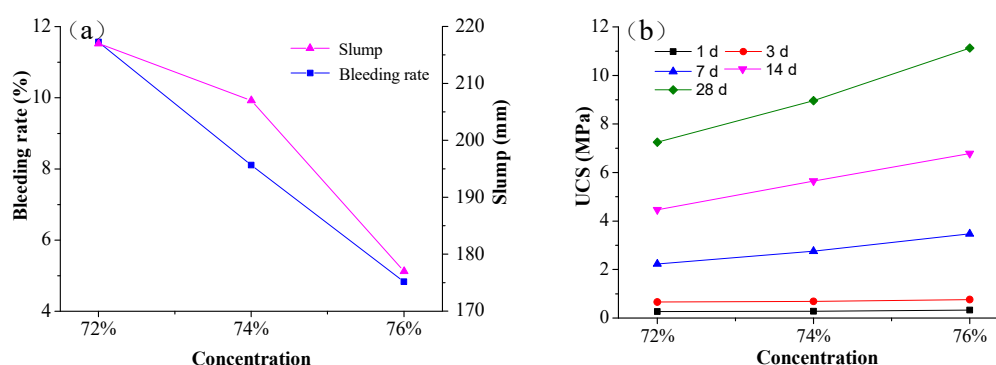 (a)
12
10
8
6
4
Bleeding rate (%)
Slump
Bleeding rate
220
210
200
190
180
170
Slump (mm)
72%
74%
76%
Concentration
(b)
12
10
8
6
4
2
0
UCS (MPa)
1 d
3 d
7 d
14 d
28 d
72%
74%
76%
Concentration